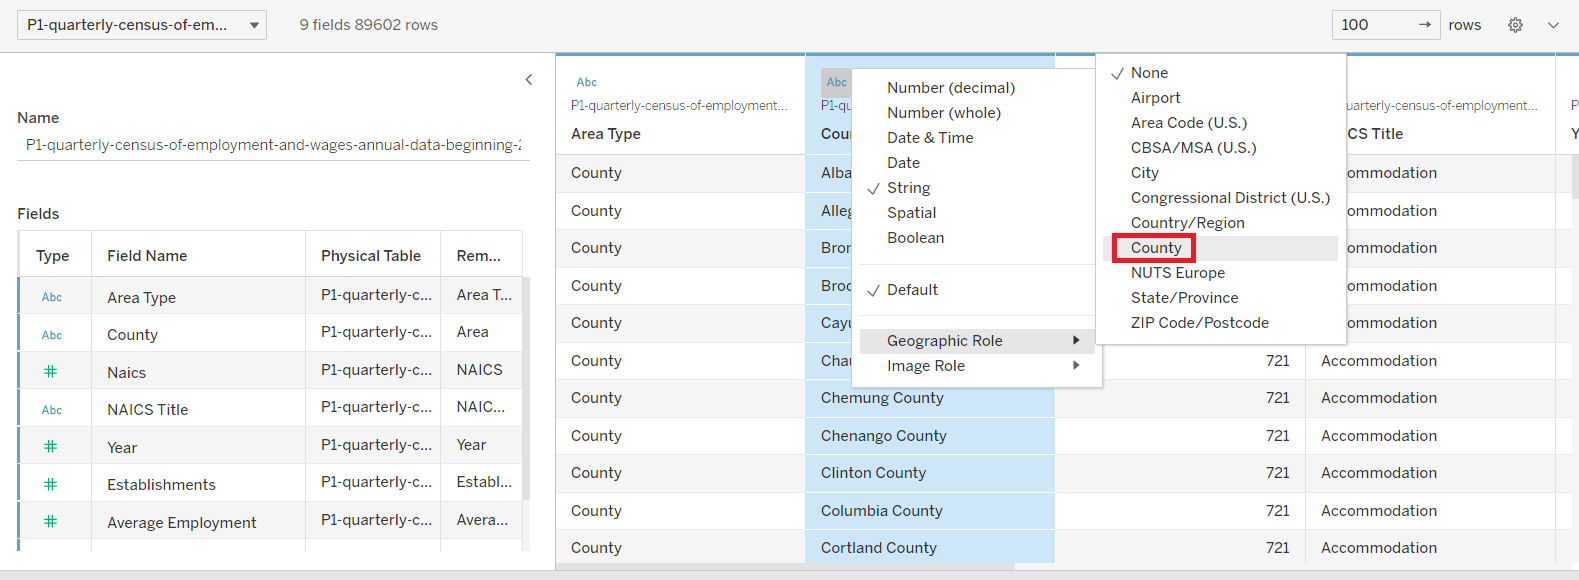 P1-quarterly-census-of-em...
9 fields 89602 rows
100 → rows
Name
P1-quarterly-census-of-employment-and-wages-annual-data-beginning-2
Fields
Type Field Name Physical Table Rem...
Abc Area Type P1-quarterly-c... Area T...
Abc County P1-quarterly-c... Area
# Naics P1-quarterly-c... NAICS
Abc NAICS Title P1-quarterly-c... NAIC...
# Year P1-quarterly-c... Year
# Establishments P1-quarterly-c... Establ...
# Average Employment P1-quarterly-c... Avera...
Abc
P1-quarterly-census-of-employment...
Area Type
County
County
County
County
County
County
County
County
County
County
County
Abc
P1-qu
Cou
Alba
Alleg
Bron
Broo
Cayu
Chau
Chemung County
Chenango County
Clinton County
Columbia County
Cortland County
Number (decimal)
Number (whole)
Date & Time
Date
✓ String
Spatial
Boolean
✓ Default
Geographic Role
Image Role
✓ None
Airport
Area Code (U.S.)
CBSA/MSA (U.S.)
City
Congressional District (U.S.)
Country/Region
County
NUTS Europe
State/Province
ZIP Code/Postcode
721
721
721
721
721
721
uarterly-census-of-employment...
CS Title
ommodation
ommodation
ommodation
ommodation
ommodation
Accommodation
Accommodation
Accommodation
Accommodation
Accommodation
Accommodation
P
Y